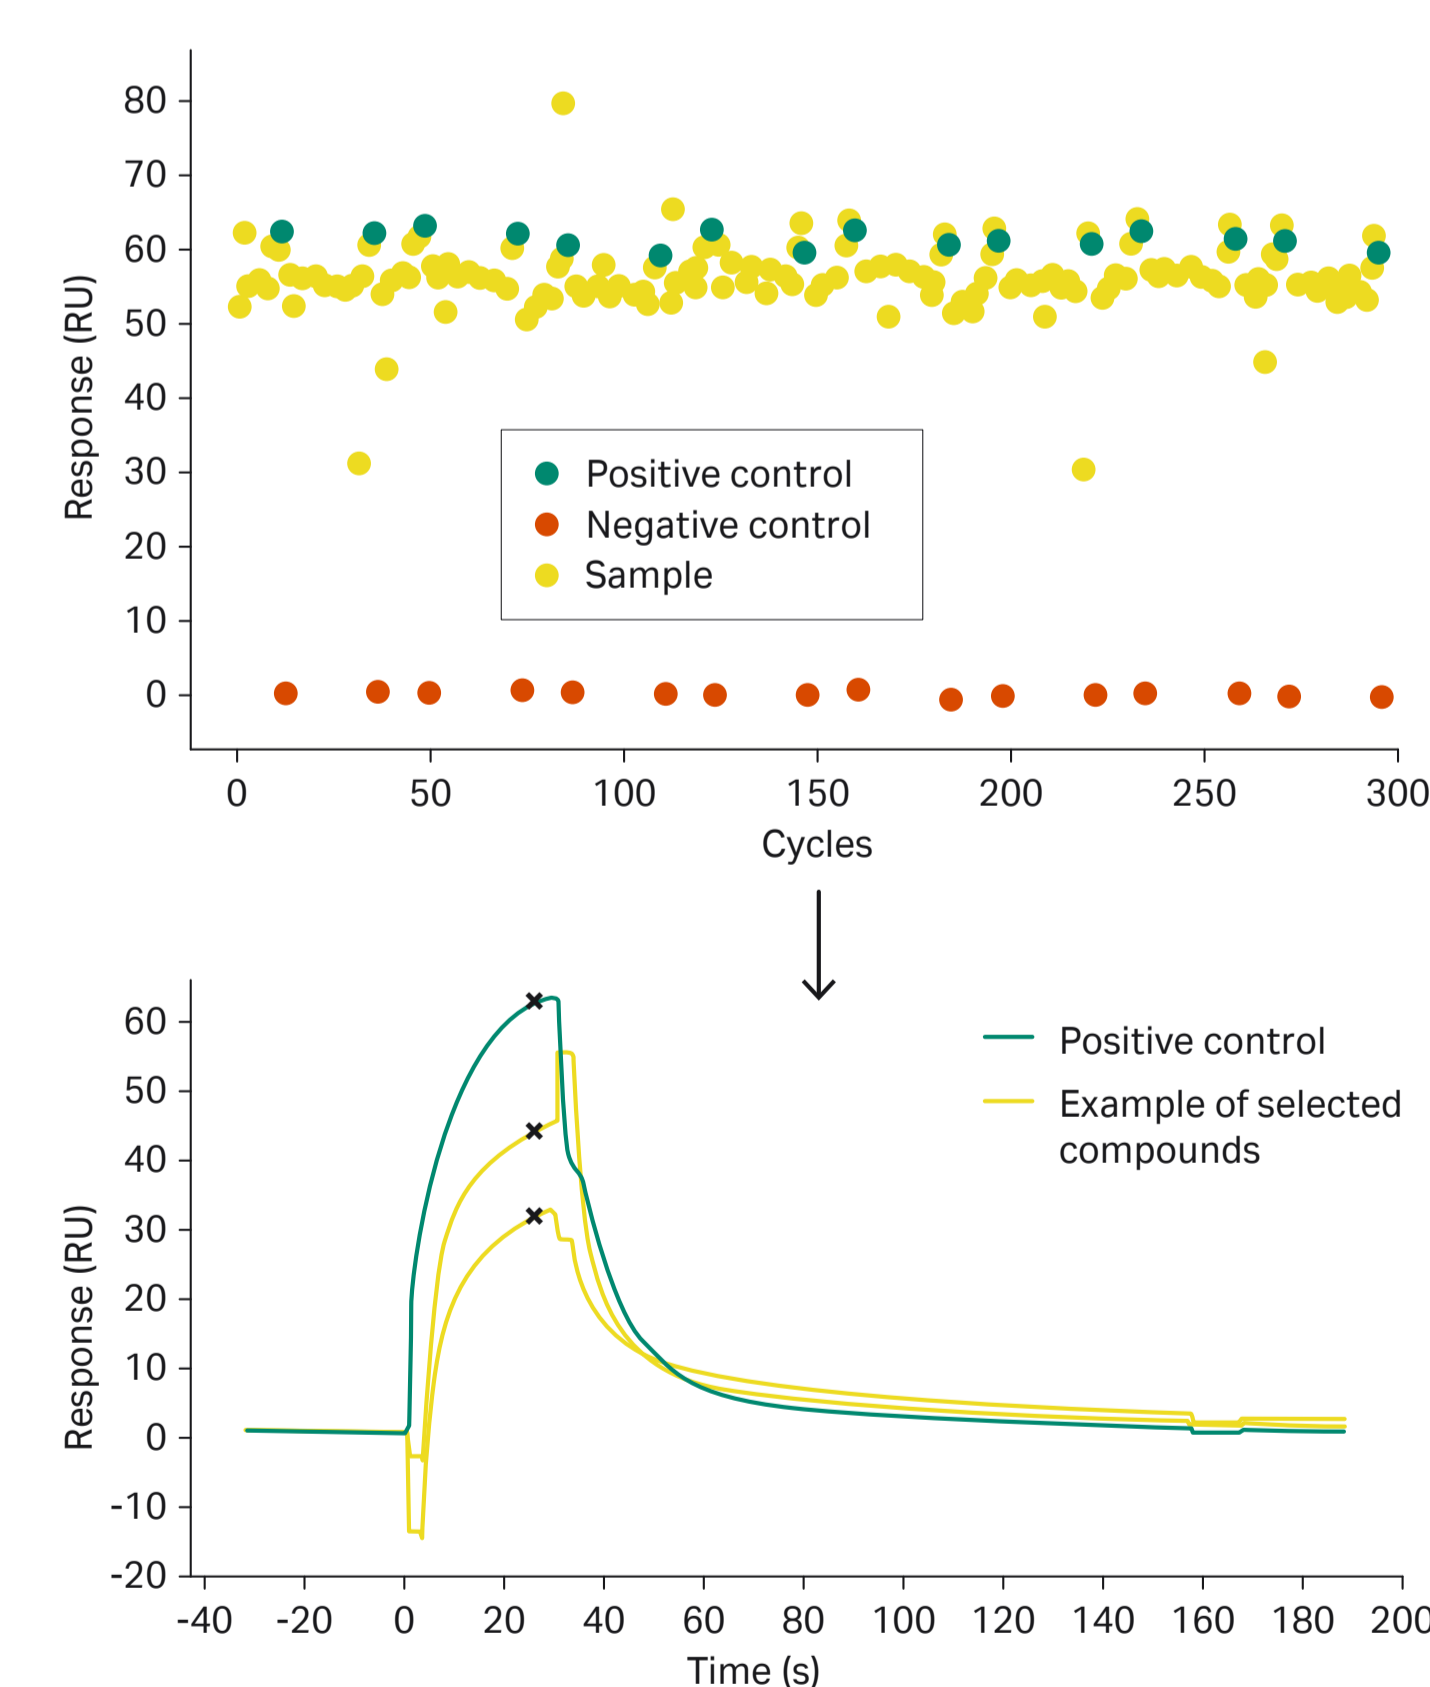 80
70
60
50
40
30
20
10
0
Response (RU)
Positive control
Negative control
Sample
0 50 100 150 200 250 300
Cycles
60
50
40
30
20
10
0
-10
-20
Response (RU)
Positive control
Example of selected
compounds
-40 -20 0 20 40 60 80 100 120 140 160 180 200
Time (s)